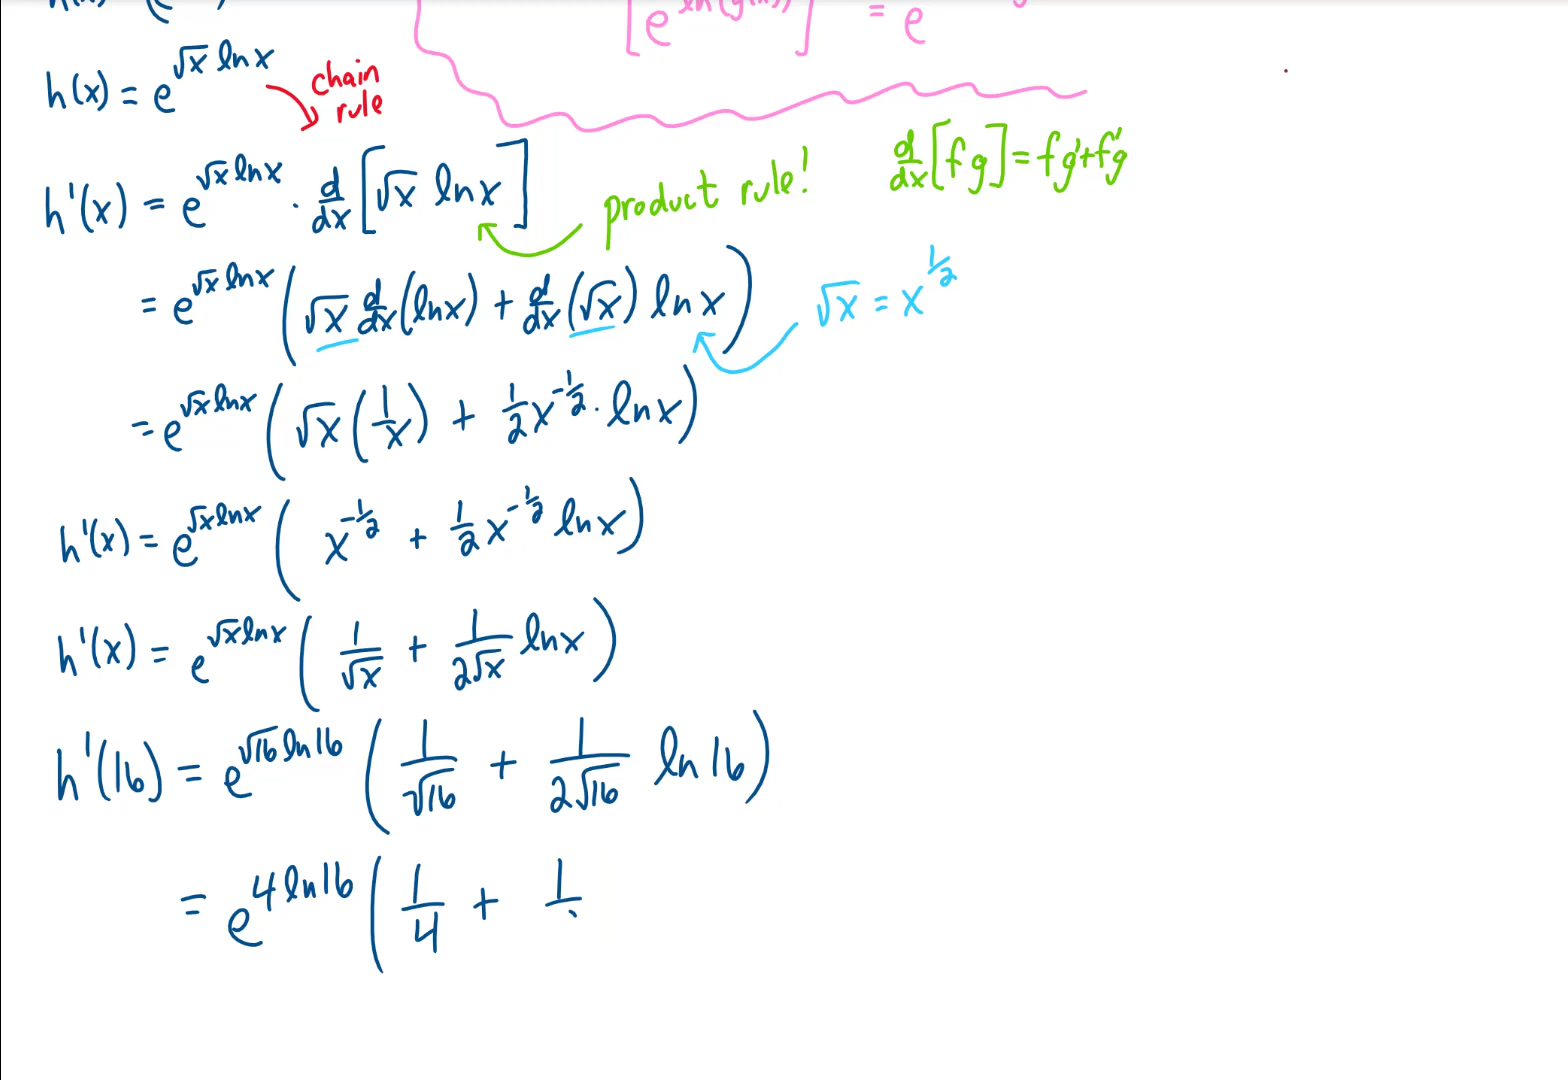 [e^ln(g(x))] = e
h(x) = e^√x ln x
chain
rule
h'(x) = e^√x ln x · d/dx [√x ln x]
product rule!
d/dx [fg] = fg' + f'g
= e^√x ln x (√x d/dx (ln x) + d/dx (√x) ln x)
√x = x^1/2
= e^√x ln x (√x (1/x) + 1/2 x^-1/2 · ln x)
h'(x) = e^√x ln x (x^-1/2 + 1/2 x^-1/2 ln x)
h'(x) = e^√x ln x (1/√x + 1/2√x ln x)
h'(16) = e^√16 ln 16 (1/√16 + 1/2√16 ln 16)
= e^4 ln 16 (1/4 + 1/